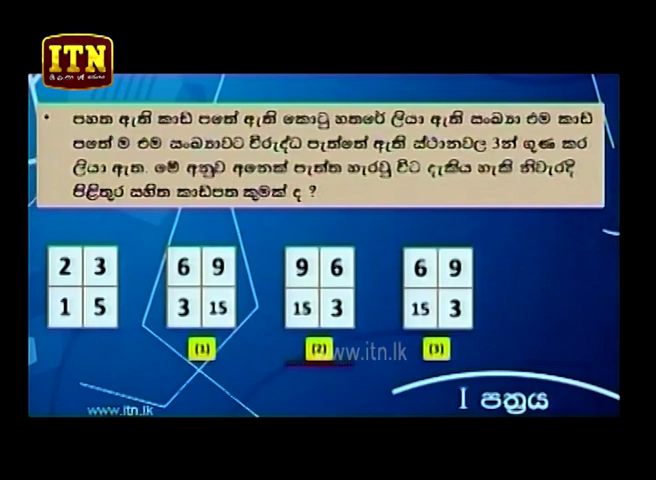 ITN
• පහත ඇති කාඩ් පතේ ඇති කොටු හතරේ ලියා ඇති සංඛ්‍යා එම කාඩ්
පතේ ම එම සංඛ්‍යාවට විරුද්ධ පැත්තේ ඇති ස්ථානවල 3න් ගුණ කර
ලියා ඇත. මේ අනුව අනෙක් පැත්ත හැරවූ විට දැකිය හැකි නිවැරදි
පිළිතුර සහිත කාඩ්පත කුමක් ද ?
2 3 6 9 9 6 6 9
1 5 3 15 15 3 15 3
(1) (2) (3)
www.itn.lk
I පත්‍රය
www.itn.lk